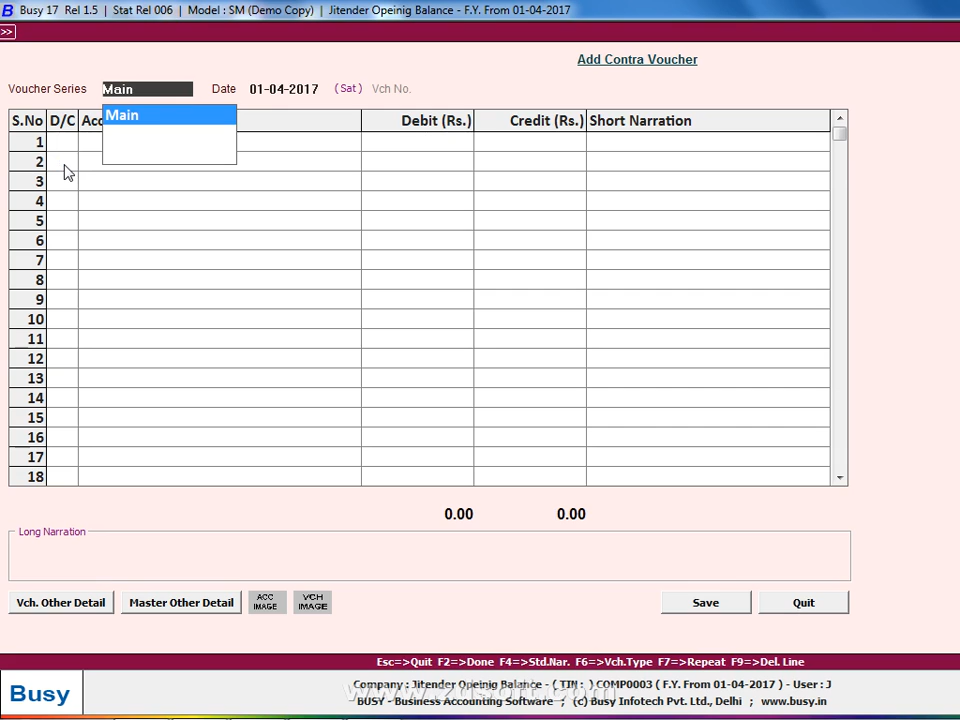 B Busy 17 Rel 1.5 | Stat Rel 006 | Model : SM (Demo Copy) | Jitender Opeinig Balance - F.Y. From 01-04-2017
>>
Add Contra Voucher
Voucher Series Main Date 01-04-2017 (Sat) Vch No.
Main
S.No D/C Acc Debit (Rs.) Credit (Rs.) Short Narration
1
2
3
4
5
6
7
8
9
10
11
12
13
14
15
16
17
18
0.00 0.00
Long Narration
Vch. Other Detail Master Other Detail ACC IMAGE VCH IMAGE Save Quit
Esc=>Quit F2=>Done F4=>Std.Nar. F6=>Vch.Type F7=>Repeat F9=>Del. Line
Busy
Company : Jitender Opeinig Balance - ( TIN : ) COMP0003 ( F.Y. From 01-04-2017 ) - User : J
www.zdsoft.com
BUSY - Business Accounting Software ; (c) Busy Infotech Pvt. Ltd., Delhi ; www.busy.in